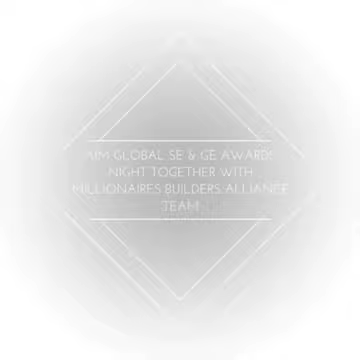 AIM GLOBAL SE & GE AWARDS
NIGHT TOGETHER WITH
MILLIONAIRES BUILDERS ALLIANCE
TEAM